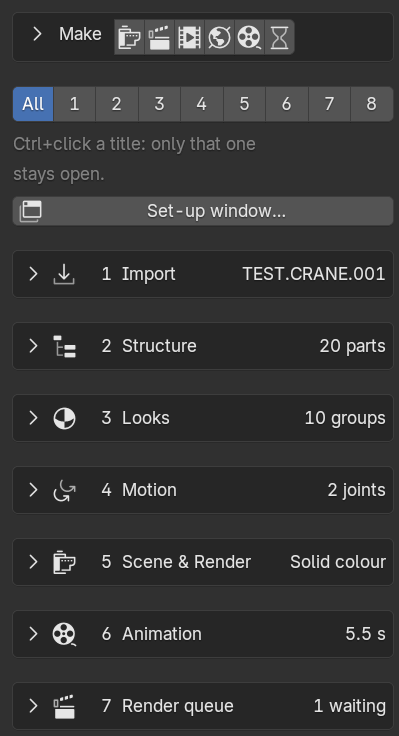 Make
All 1 2 3 4 5 6 7 8
Ctrl+click a title: only that one
stays open.
Set-up window...
1 Import TEST.CRANE.001
2 Structure 20 parts
3 Looks 10 groups
4 Motion 2 joints
5 Scene & Render Solid colour
6 Animation 5.5 s
7 Render queue 1 waiting